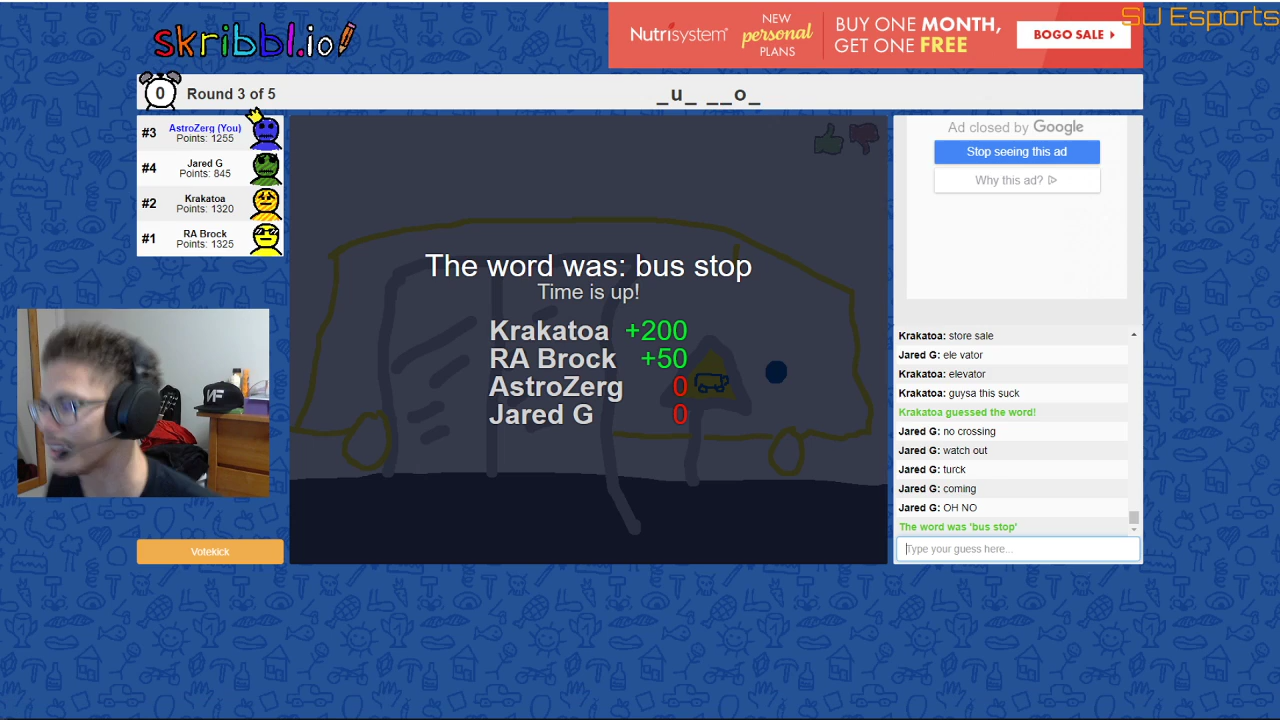 SU Esports
skribbl.io
Nutrisystem
NEW
personal
PLANS
BUY ONE MONTH,
GET ONE FREE
BOGO SALE
0
Round 3 of 5
_u_ __o_
#3
AstroZerg (You)
Points: 1255
#4
Jared G
Points: 845
#2
Krakatoa
Points: 1320
#1
RA Brock
Points: 1325
The word was: bus stop
Time is up!
Krakatoa +200
RA Brock +50
AstroZerg 0
Jared G 0
NF
Votekick
Ad closed by Google
Stop seeing this ad
Why this ad?
Krakatoa: store sale
Jared G: ele vator
Krakatoa: elevator
Krakatoa: guysa this suck
Krakatoa guessed the word!
Jared G: no crossing
Jared G: watch out
Jared G: turck
Jared G: coming
Jared G: OH NO
The word was 'bus stop'
Type your guess here...